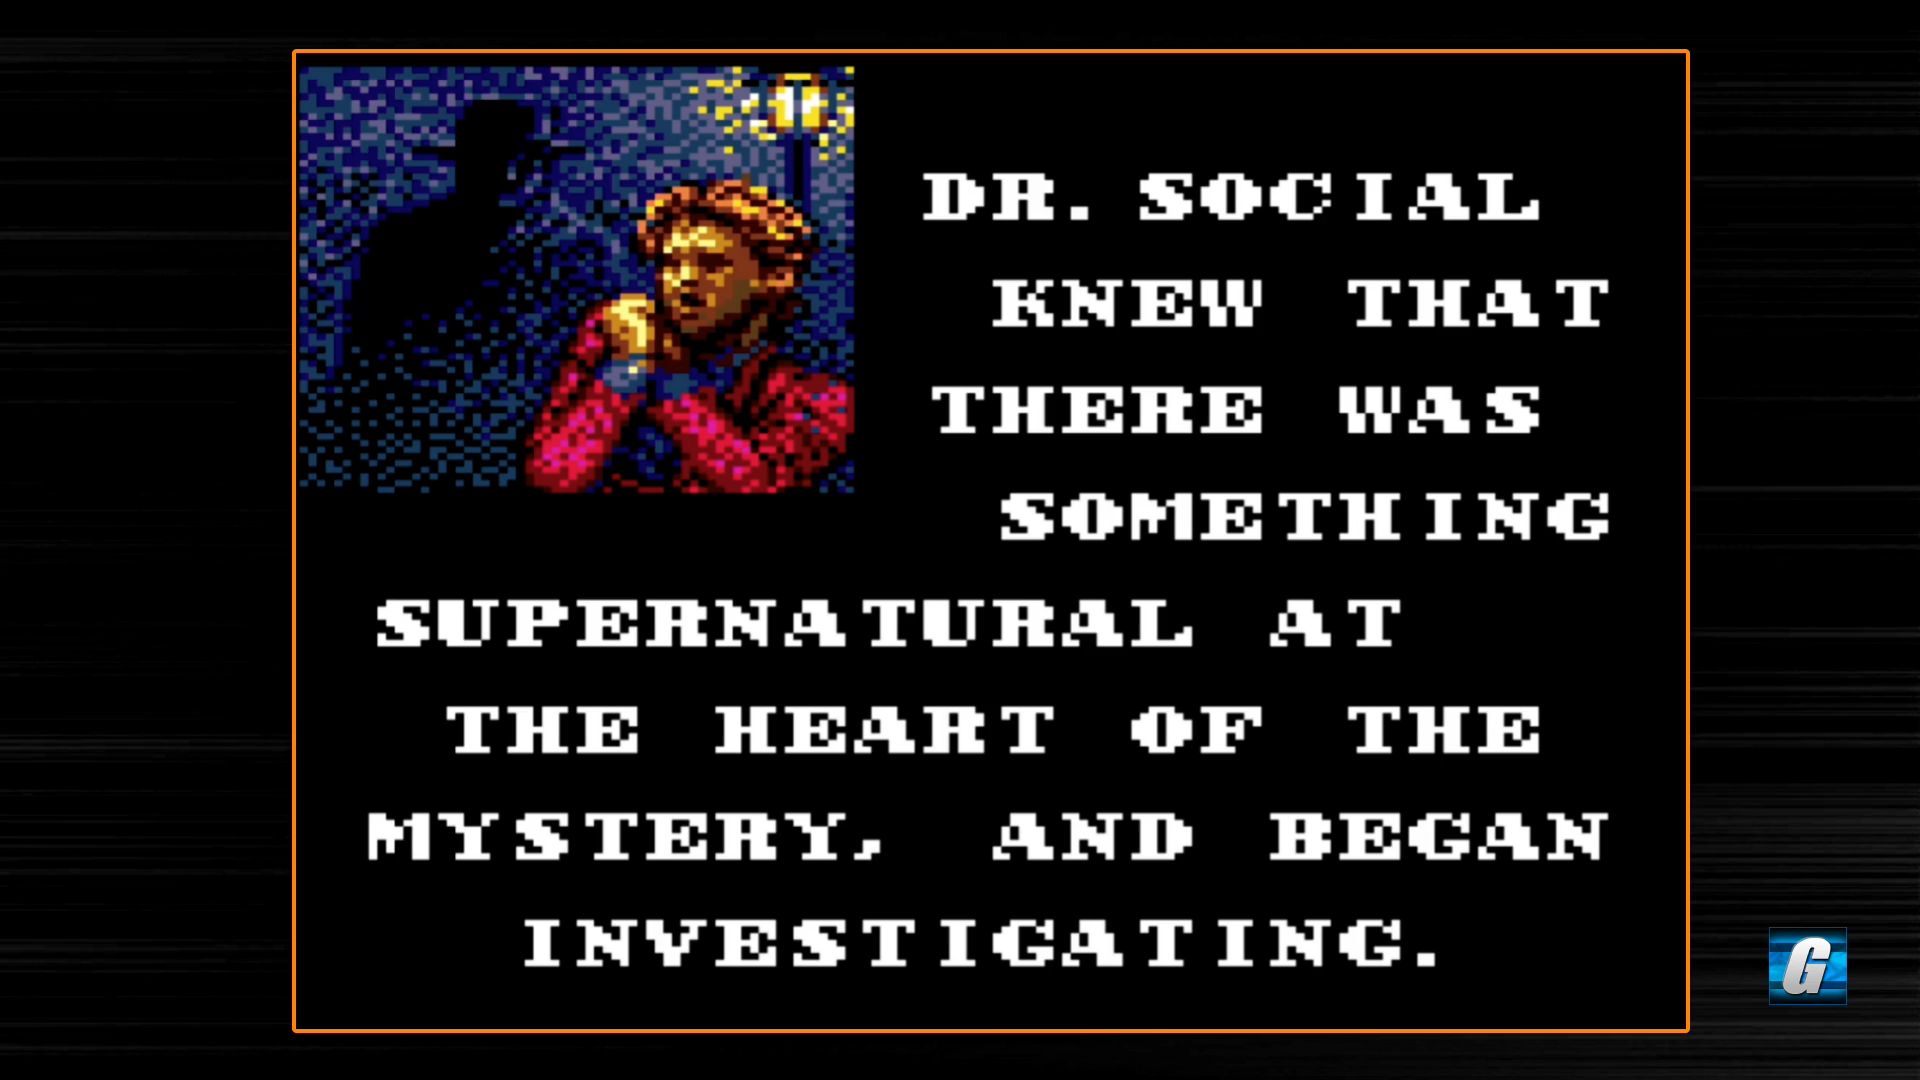 DR. SOCIAL
KNEW THAT
THERE WAS
SOMETHING
SUPERNATURAL AT
THE HEART OF THE
MYSTERY, AND BEGAN
INVESTIGATING.
G